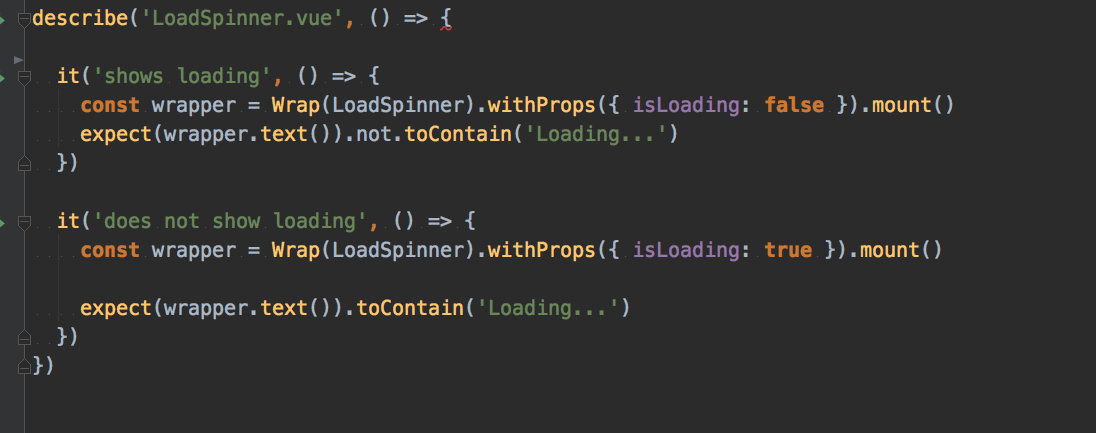 describe('LoadSpinner.vue', () => {
it('shows loading', () => {
const wrapper = Wrap(LoadSpinner).withProps({ isLoading: false }).mount()
expect(wrapper.text()).not.toContain('Loading...')
})
it('does not show loading', () => {
const wrapper = Wrap(LoadSpinner).withProps({ isLoading: true }).mount()
expect(wrapper.text()).toContain('Loading...')
})
})